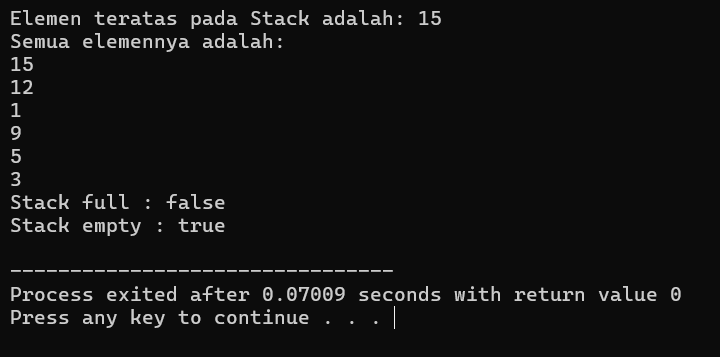 Elemen teratas pada Stack adalah: 15
Semua elemennya adalah:
15
12
1
9
5
3
Stack full : false
Stack empty : true
--------------------------------
Process exited after 0.07009 seconds with return value 0
Press any key to continue . . .